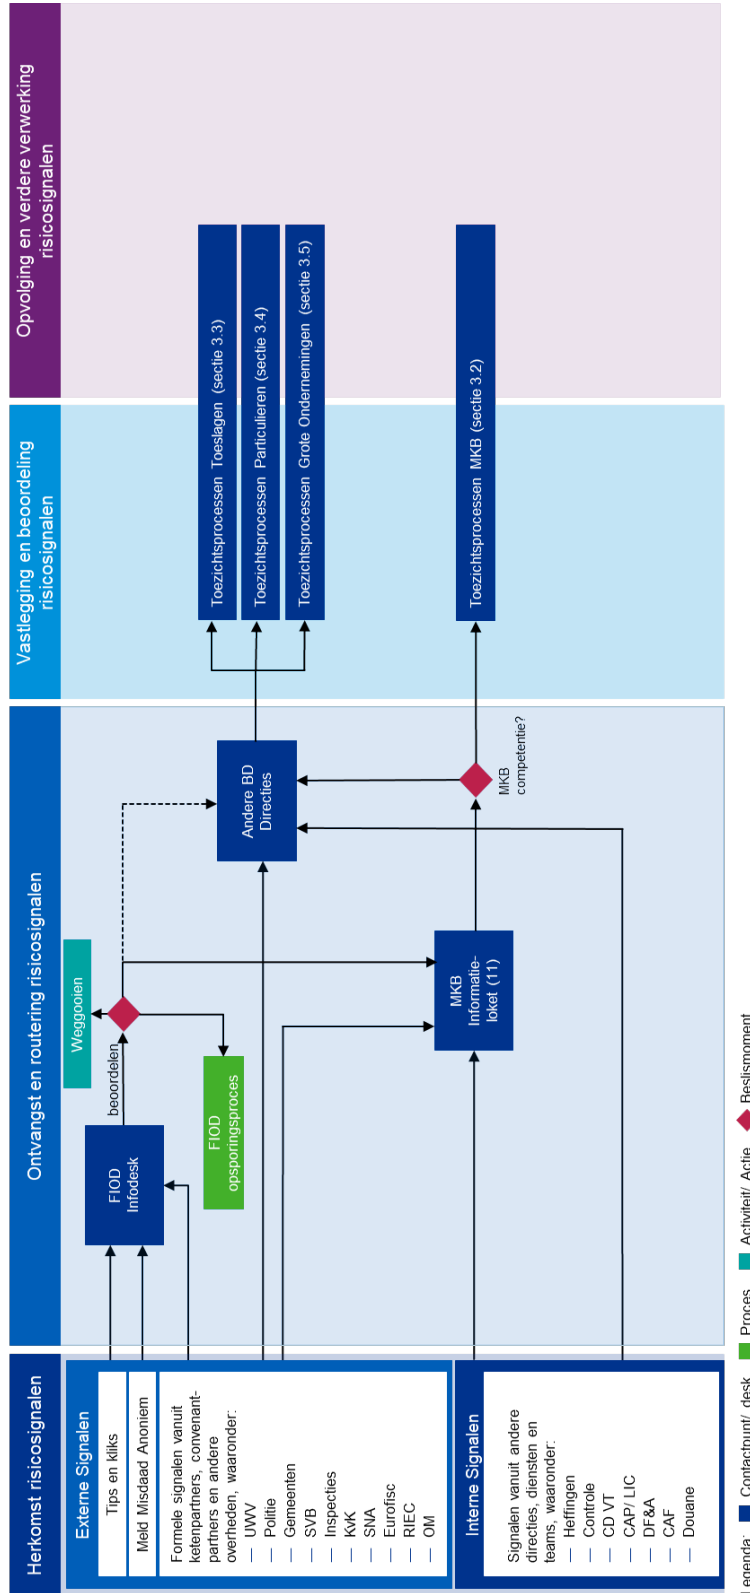 Herkomst risicosignalen
Externe Signalen
Tips en kliks
Meld Misdaad Anoniem
Formele signalen vanuit
ketenpartners, convenant-
partners en andere
overheden, waaronder:
— UWV
— Politie
— Gemeenten
— SVB
— Inspecties
— KvK
— SNA
— Eurofisc
— RIEC
— OM
Interne Signalen
Signalen vanuit andere
directies, diensten en
teams, waaronder:
— Heffingen
— Controle
— CD VT
— CAP/ LIC
— DF&A
— CAF
— Douane
Ontvangst en routering risicosignalen
FIOD
Infodesk
beoordelen
Weggooien
FIOD
opsporingsproces
MKB
Informatie-
loket (11)
Andere BD
Directies
MKB
competentie?
Vastlegging en beoordeling
risicosignalen
Opvolging en verdere verwerking
risicosignalen
Toezichtsprocessen Toeslagen (sectie 3.3)
Toezichtsprocessen Particulieren (sectie 3.4)
Toezichtsprocessen Grote Ondernemingen (sectie 3.5)
Toezichtsprocessen MKB (sectie 3.2)
Legenda:
Contactpunt/ desk
Proces
Activiteit/ Actie
Beslismoment